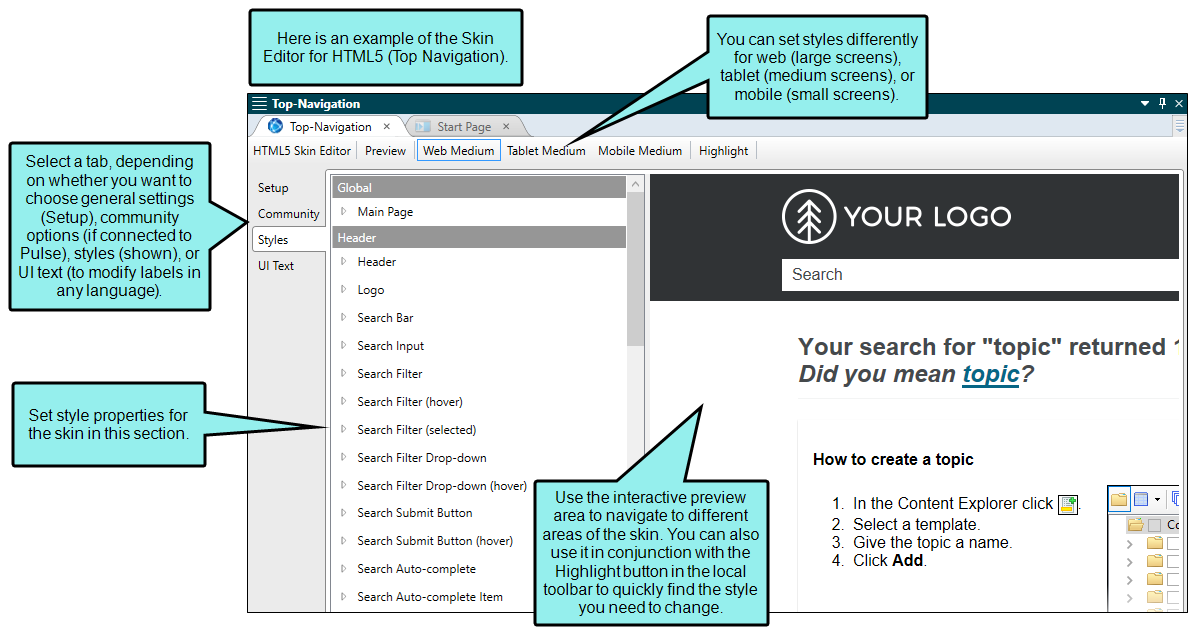 Here is an example of the Skin
Editor for HTML5 (Top Navigation).
You can set styles differently
for web (large screens),
tablet (medium screens), or
mobile (small screens).
Top-Navigation
Top-Navigation
Start Page
HTML5 Skin Editor
Preview
Web Medium
Tablet Medium
Mobile Medium
Highlight
Select a tab, depending
on whether you want to
choose general settings
(Setup), community
options (if connected to
Pulse), styles (shown), or
UI text (to modify labels in
any language).
Setup
Community
Styles
UI Text
Global
Main Page
Header
Header
Logo
Search Bar
Search Input
Search Filter
Search Filter (hover)
Search Filter (selected)
Search Filter Drop-down
Search Filter Drop-down (hover)
Search Submit Button
Search Submit Button (hover)
Search Auto-complete
Search Auto-complete Item
Set style properties for
the skin in this section.
YOUR LOGO
Search
Your search for "topic" returned
Did you mean topic?
How to create a topic
1. In the Content Explorer click .
2. Select a template.
3. Give the topic a name.
4. Click Add.
Use the interactive preview
area to navigate to different
areas of the skin. You can also
use it in conjunction with the
Highlight button in the local
toolbar to quickly find the style
you need to change.